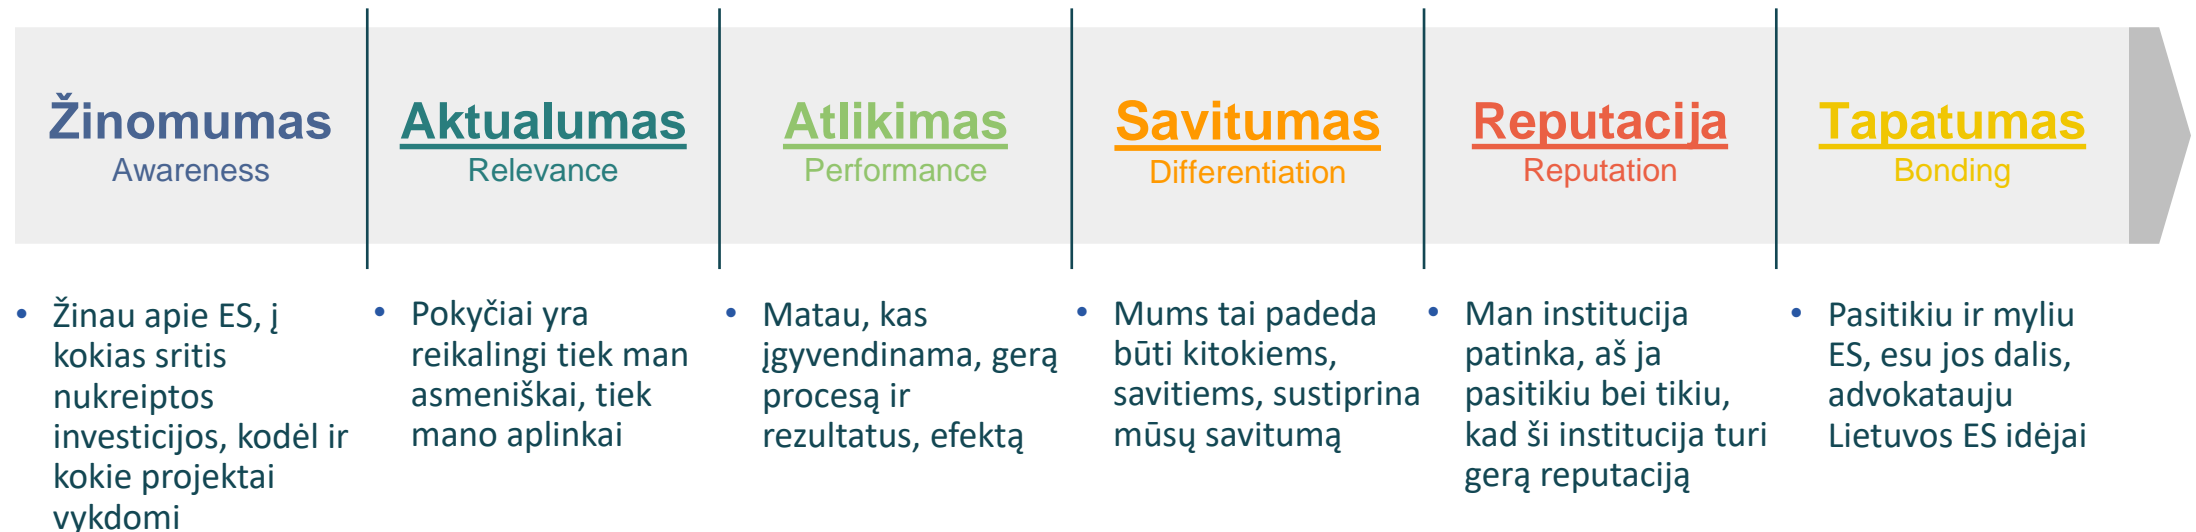 Žinomumas
Awareness
Aktualumas
Relevance
Atlikimas
Performance
Savitumas
Differentiation
Reputacija
Reputation
Tapatumas
Bonding
• Žinau apie ES, į
kokias sritis
nukreiptos
investicijos, kodėl ir
kokie projektai
vykdomi
• Pokyčiai yra
reikalingi tiek man
asmeniškai, tiek
mano aplinkai
• Matau, kas
įgyvendinama, gerą
procesą ir
rezultatus, efektą
• Mums tai padeda
būti kitokiems,
savitiems, sustiprina
mūsų savitumą
• Man institucija
patinka, aš ja
pasitikiu bei tikiu,
kad ši institucija turi
gerą reputaciją
• Pasitikiu ir myliu
ES, esu jos dalis,
advokatauju
Lietuvos ES idėjai